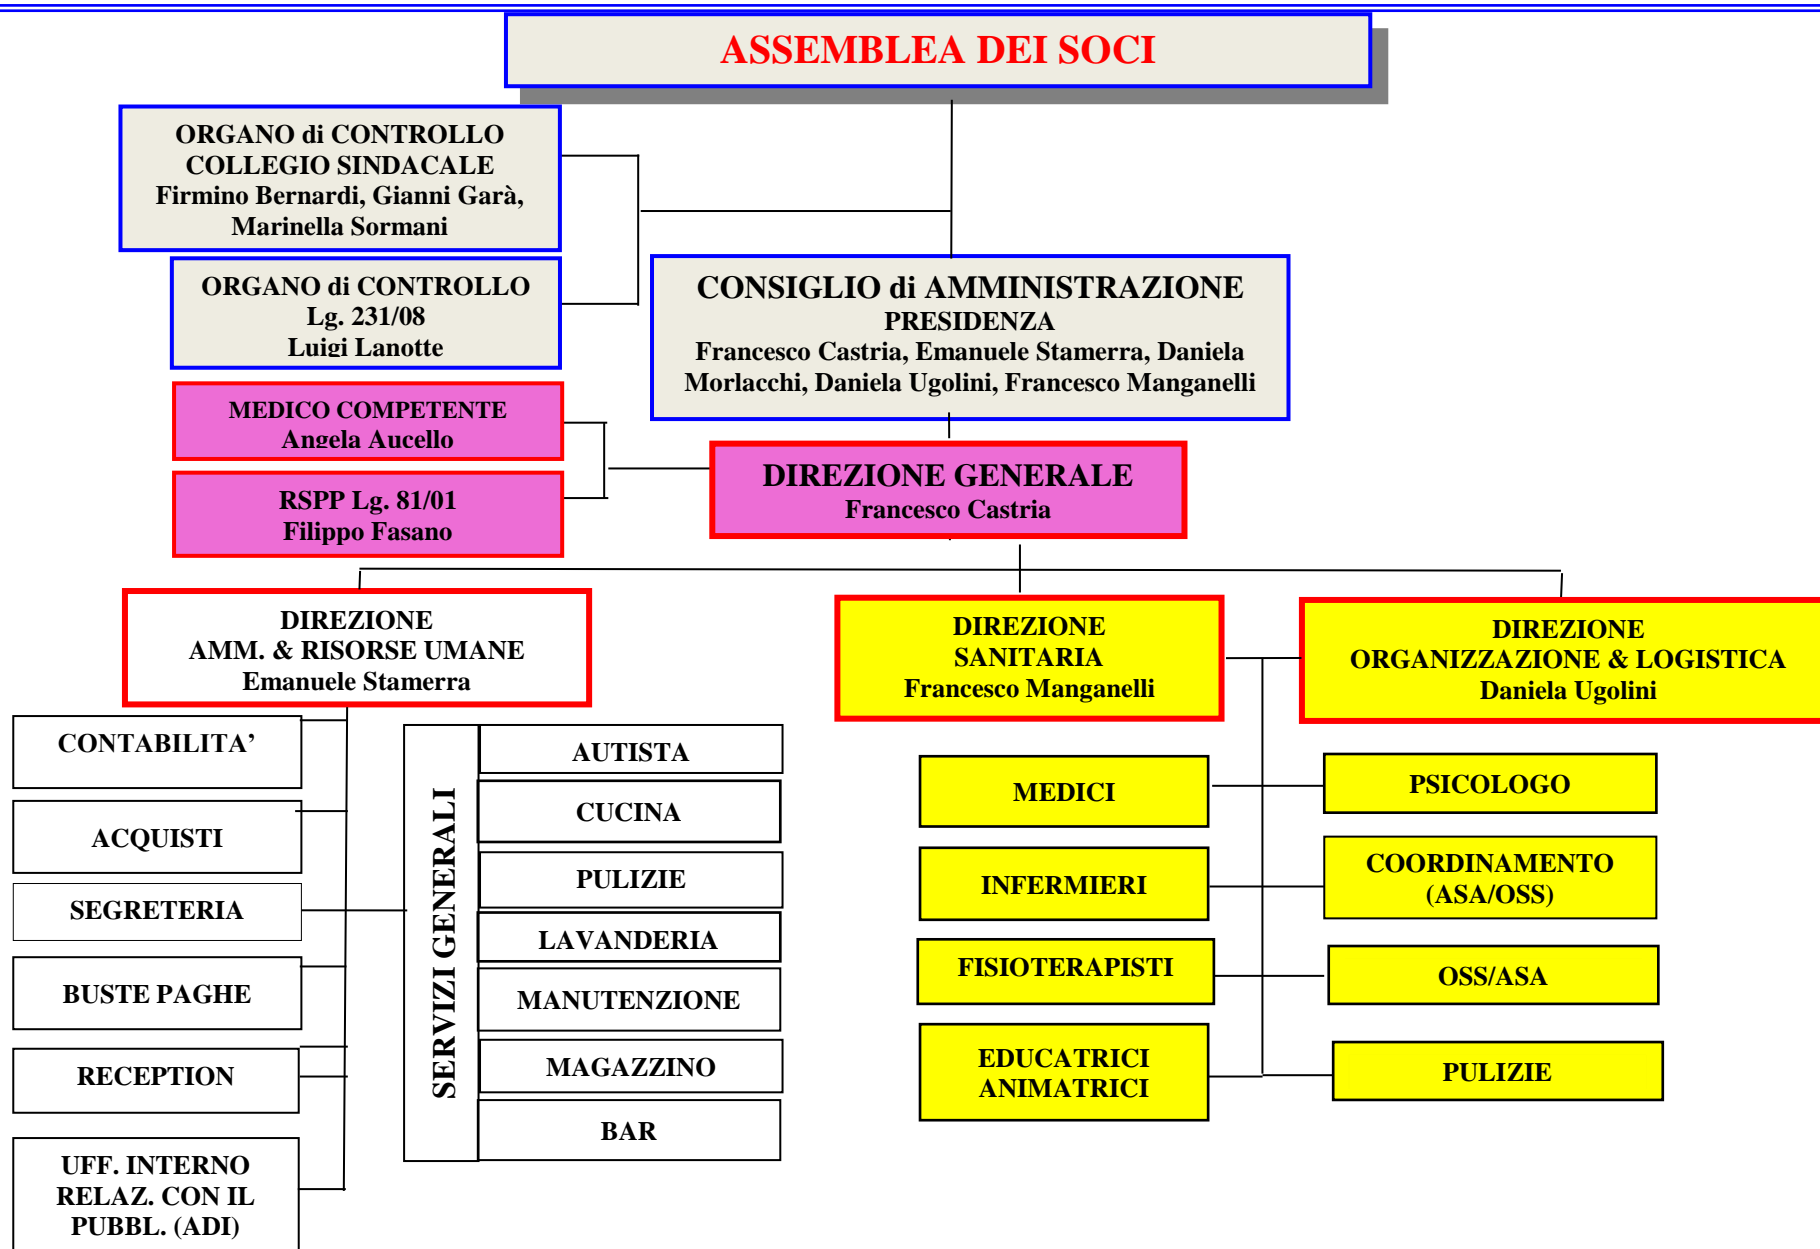 ASSEMBLEA DEI SOCI
ORGANO di CONTROLLO
COLLEGIO SINDACALE
Firmino Bernardi, Gianni Garà,
Marinella Sormani
ORGANO di CONTROLLO
Lg. 231/08
Luigi Lanotte
CONSIGLIO di AMMINISTRAZIONE
PRESIDENZA
Francesco Castria, Emanuele Stamerra, Daniela
Morlacchi, Daniela Ugolini, Francesco Manganelli
MEDICO COMPETENTE
Angela Aucello
RSPP Lg. 81/01
Filippo Fasano
DIREZIONE GENERALE
Francesco Castria
DIREZIONE
AMM. & RISORSE UMANE
Emanuele Stamerra
DIREZIONE
SANITARIA
Francesco Manganelli
DIREZIONE
ORGANIZZAZIONE & LOGISTICA
Daniela Ugolini
CONTABILITA’
ACQUISTI
SEGRETERIA
BUSTE PAGHE
RECEPTION
UFF. INTERNO
RELAZ. CON IL
PUBBL. (ADI)
SERVIZI GENERALI
AUTISTA
CUCINA
PULIZIE
LAVANDERIA
MANUTENZIONE
MAGAZZINO
BAR
MEDICI
INFERMIERI
FISIOTERAPISTI
EDUCATRICI
ANIMATRICI
PSICOLOGO
COORDINAMENTO
(ASA/OSS)
OSS/ASA
PULIZIE